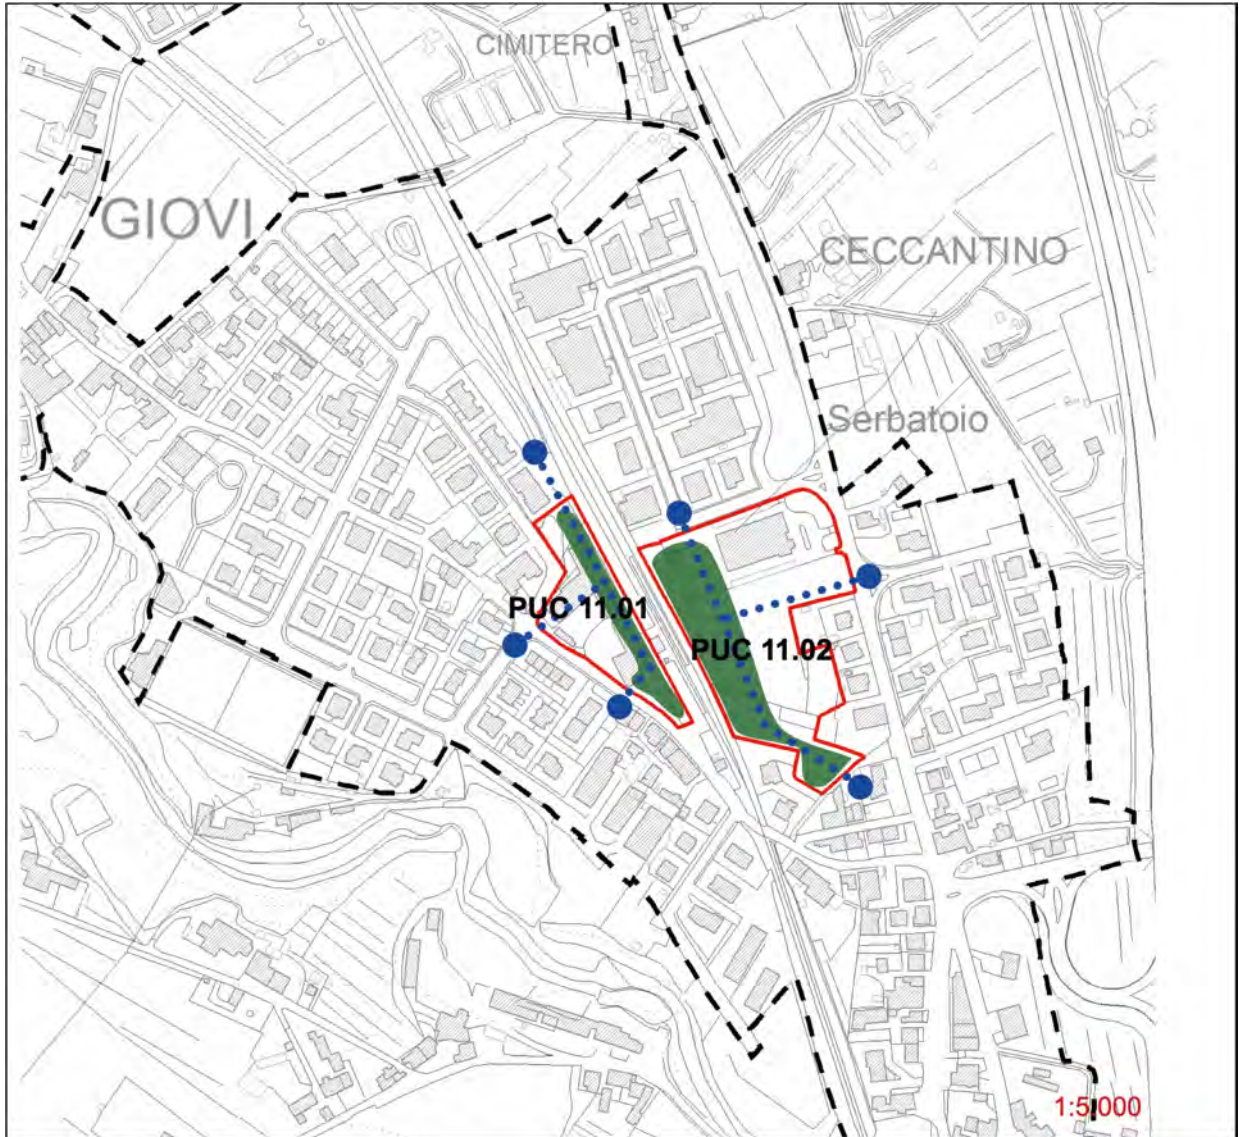 CIMITERO
GIOVI
CECCANTINO
Serbatoio
PUC 11.01
PUC 11.02
1:5.000